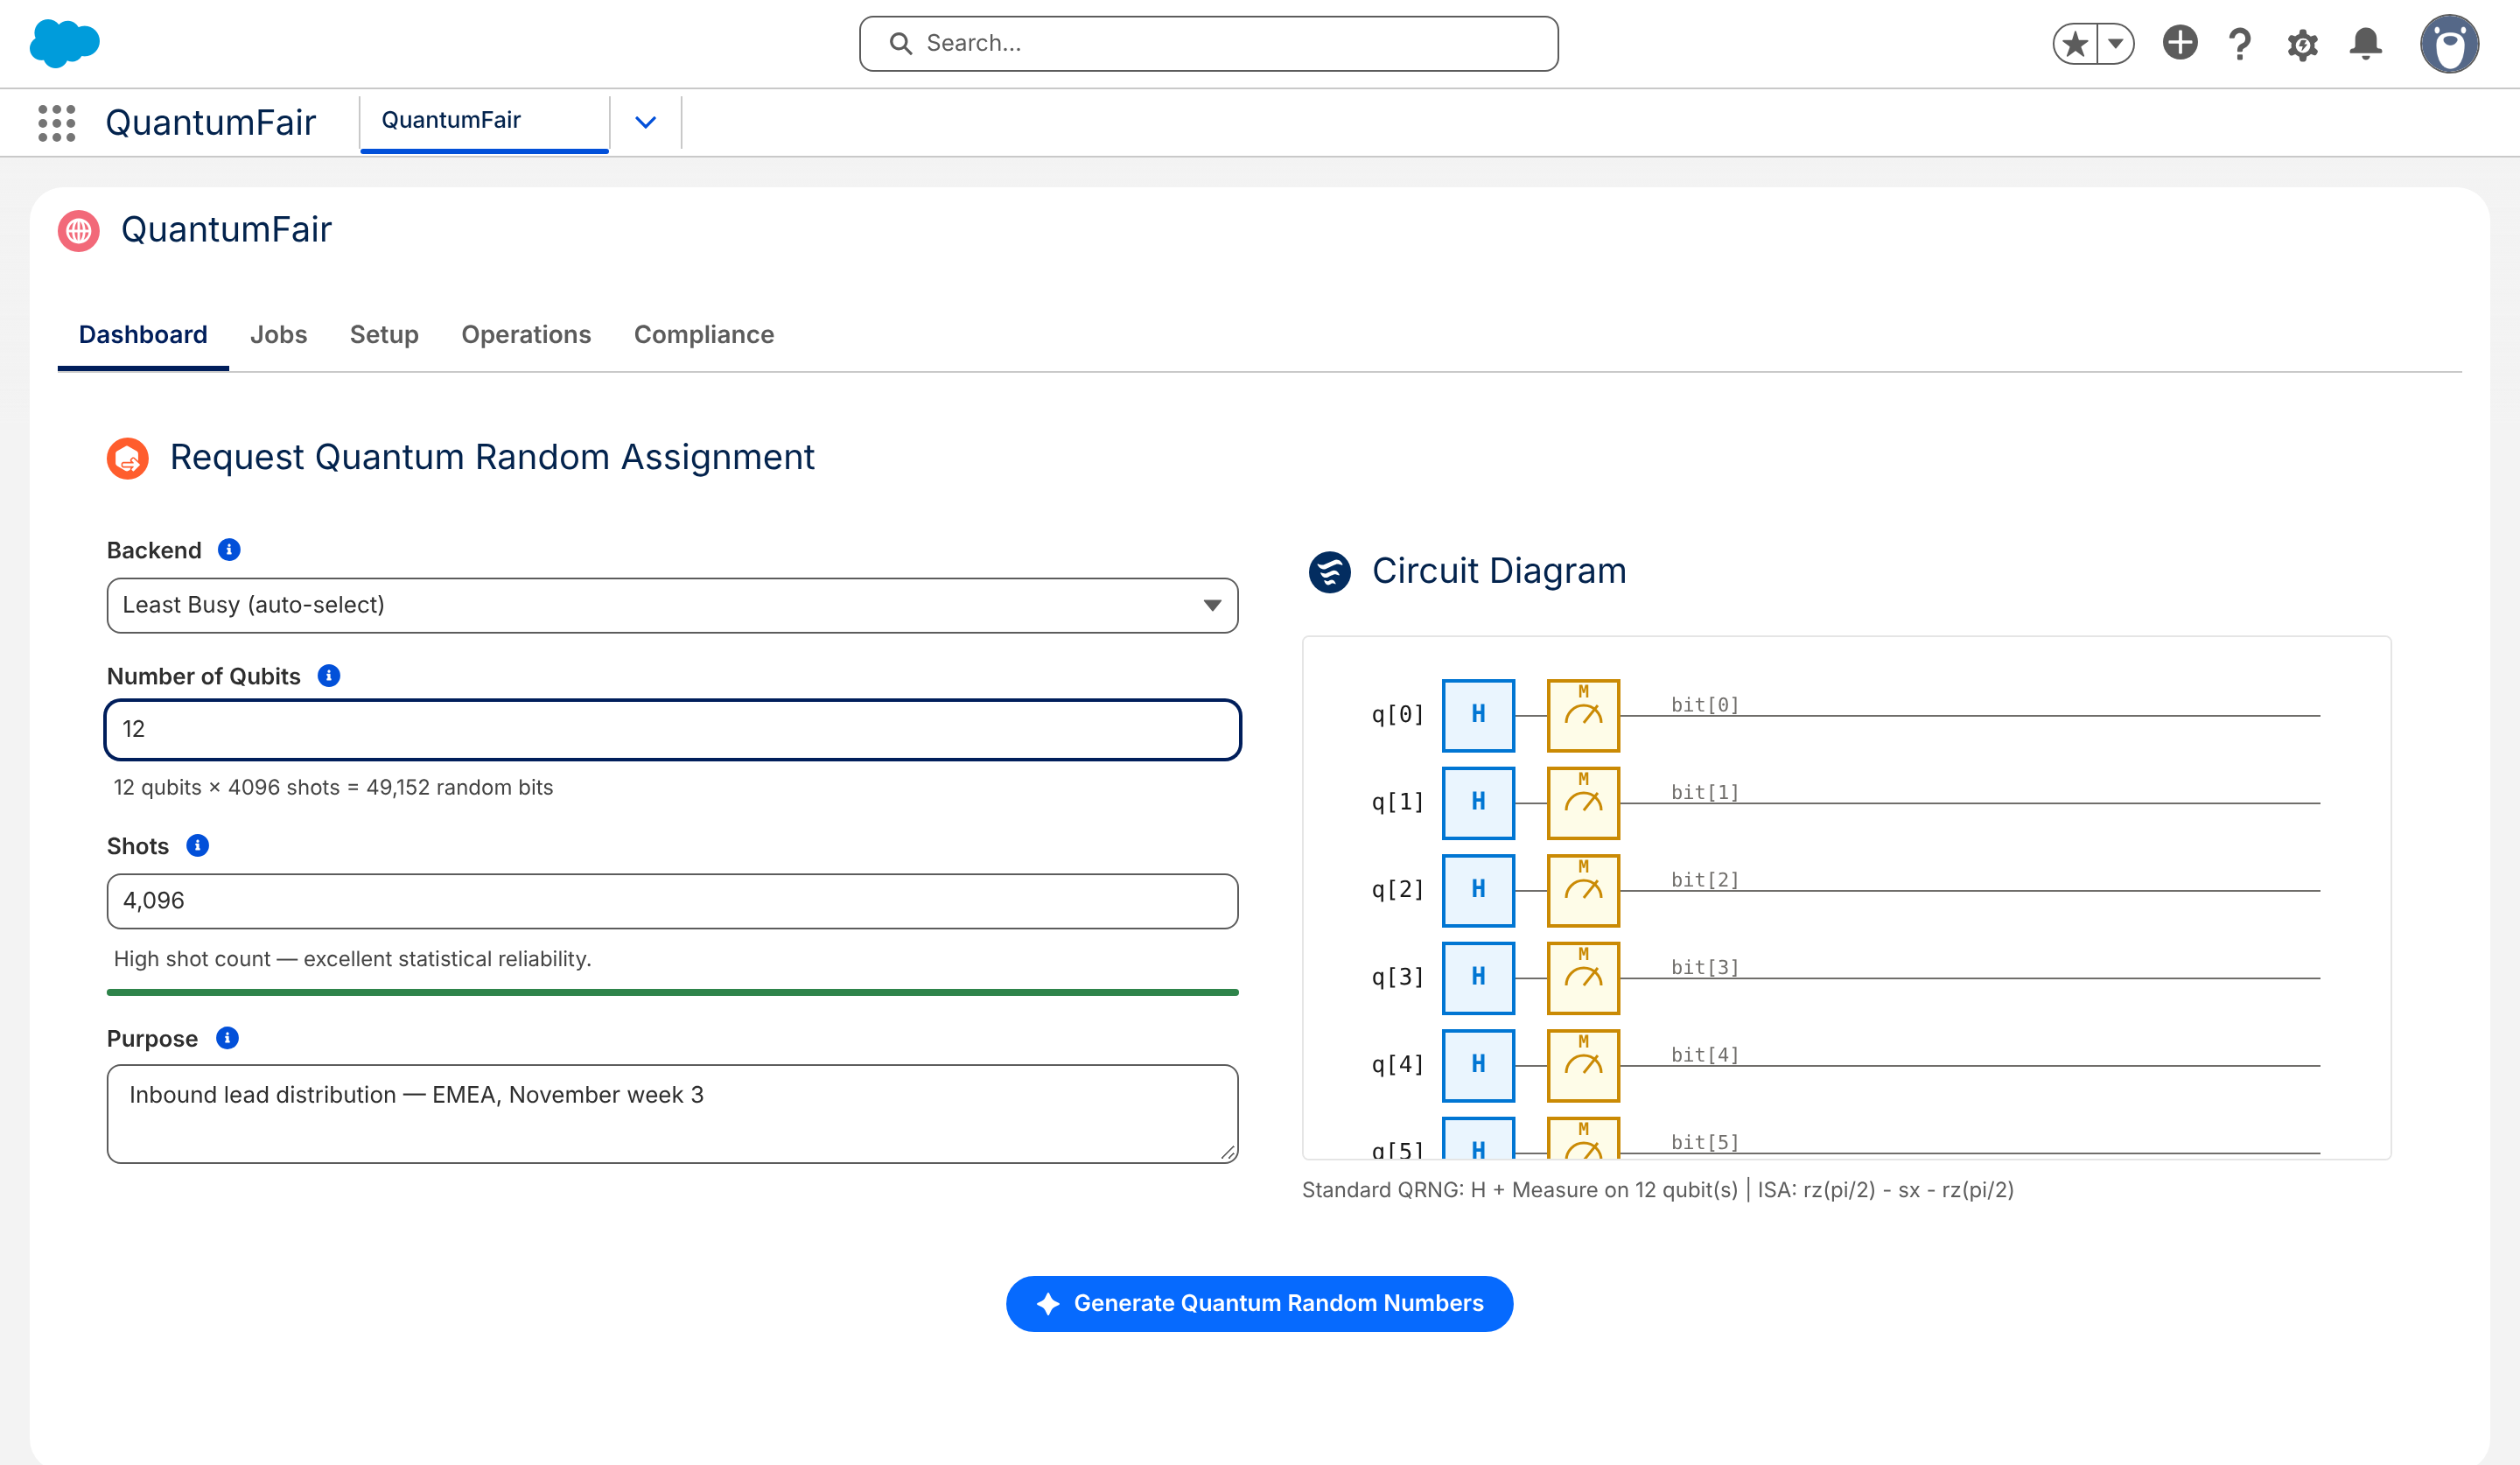 Search...
QuantumFair
QuantumFair
QuantumFair
Dashboard Jobs Setup Operations Compliance
Request Quantum Random Assignment
Backend
Least Busy (auto-select)
Number of Qubits
12
12 qubits × 4096 shots = 49,152 random bits
Shots
4,096
High shot count — excellent statistical reliability.
Purpose
Inbound lead distribution — EMEA, November week 3
Circuit Diagram
q[0] H M bit[0]
q[1] H M bit[1]
q[2] H M bit[2]
q[3] H M bit[3]
q[4] H M bit[4]
q[5] H M bit[5]
Standard QRNG: H + Measure on 12 qubit(s) | ISA: rz(pi/2) - sx - rz(pi/2)
Generate Quantum Random Numbers